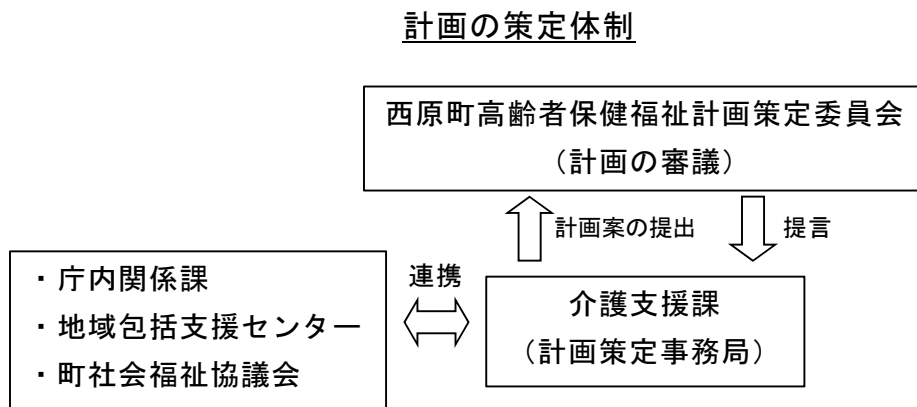 計画の策定体制
西原町高齢者保健福祉計画策定委員会
（計画の審議）
計画案の提出
提言
・庁内関係課
・地域包括支援センター
・町社会福祉協議会
連携
介護支援課
（計画策定事務局）